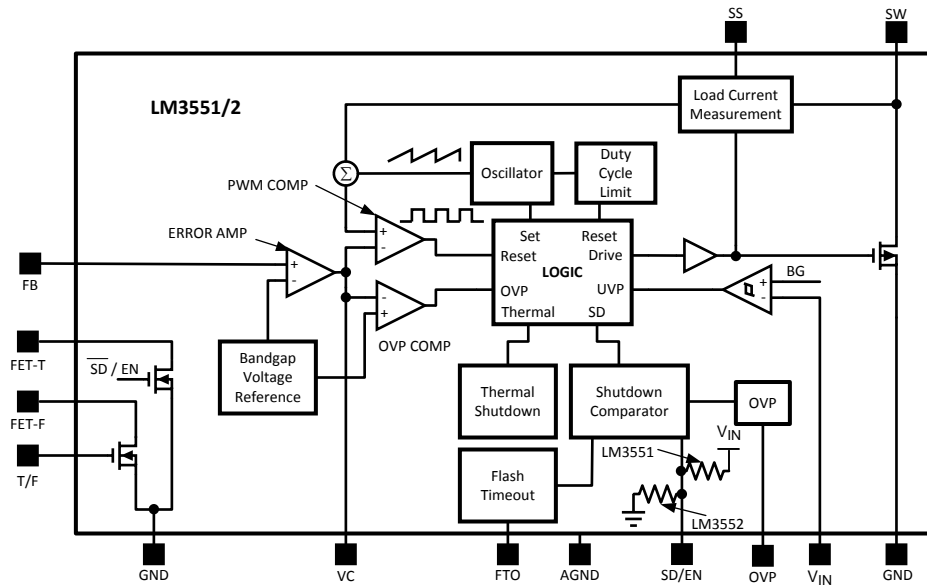 SS
SW
LM3551/2
Load Current
Measurement
Σ
Oscillator
Duty
Cycle
Limit
PWM COMP
ERROR AMP
+
-
Set
Reset
Reset
Drive
LOGIC
OVP
UVP
Thermal
SD
BG
+
-
FB
+
-
-
+
OVP COMP
FET-T
SD / EN
Bandgap
Voltage
Reference
Thermal
Shutdown
Shutdown
Comparator
OVP
FET-F
T/F
Flash
Timeout
LM3551
VIN
LM3552
GND
VC
FTO
AGND
SD/EN
OVP
VIN
GND